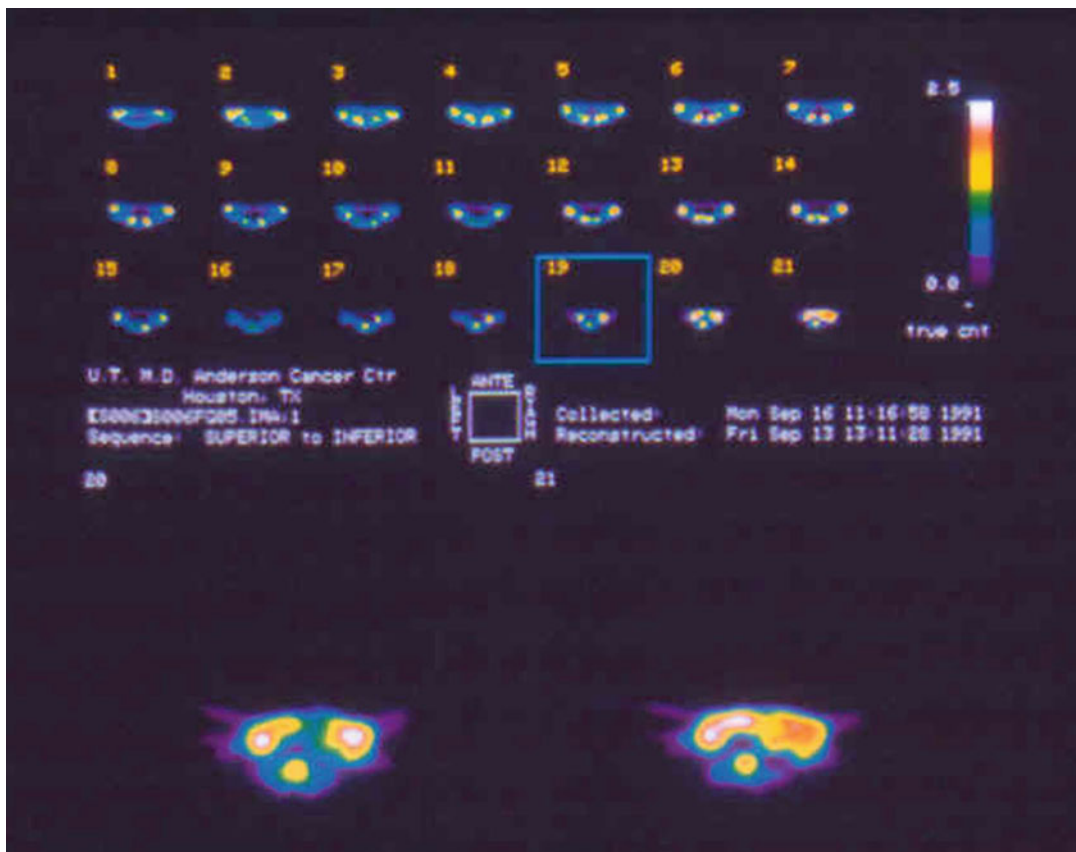 1 2 3 4 5 6 7
2.5
8 9 10 11 12 13 14
15 16 17 18 19 20 21
0.0
true cnt
U.T. M.D. Anderson Cancer Ctr
Houston, TX
ANTE
POST
Collected: Mon Sep 16 11:16:58 1991
Reconstructed: Fri Sep 13 13:11:28 1991
Sequence: SUPERIOR to INFERIOR
20 21